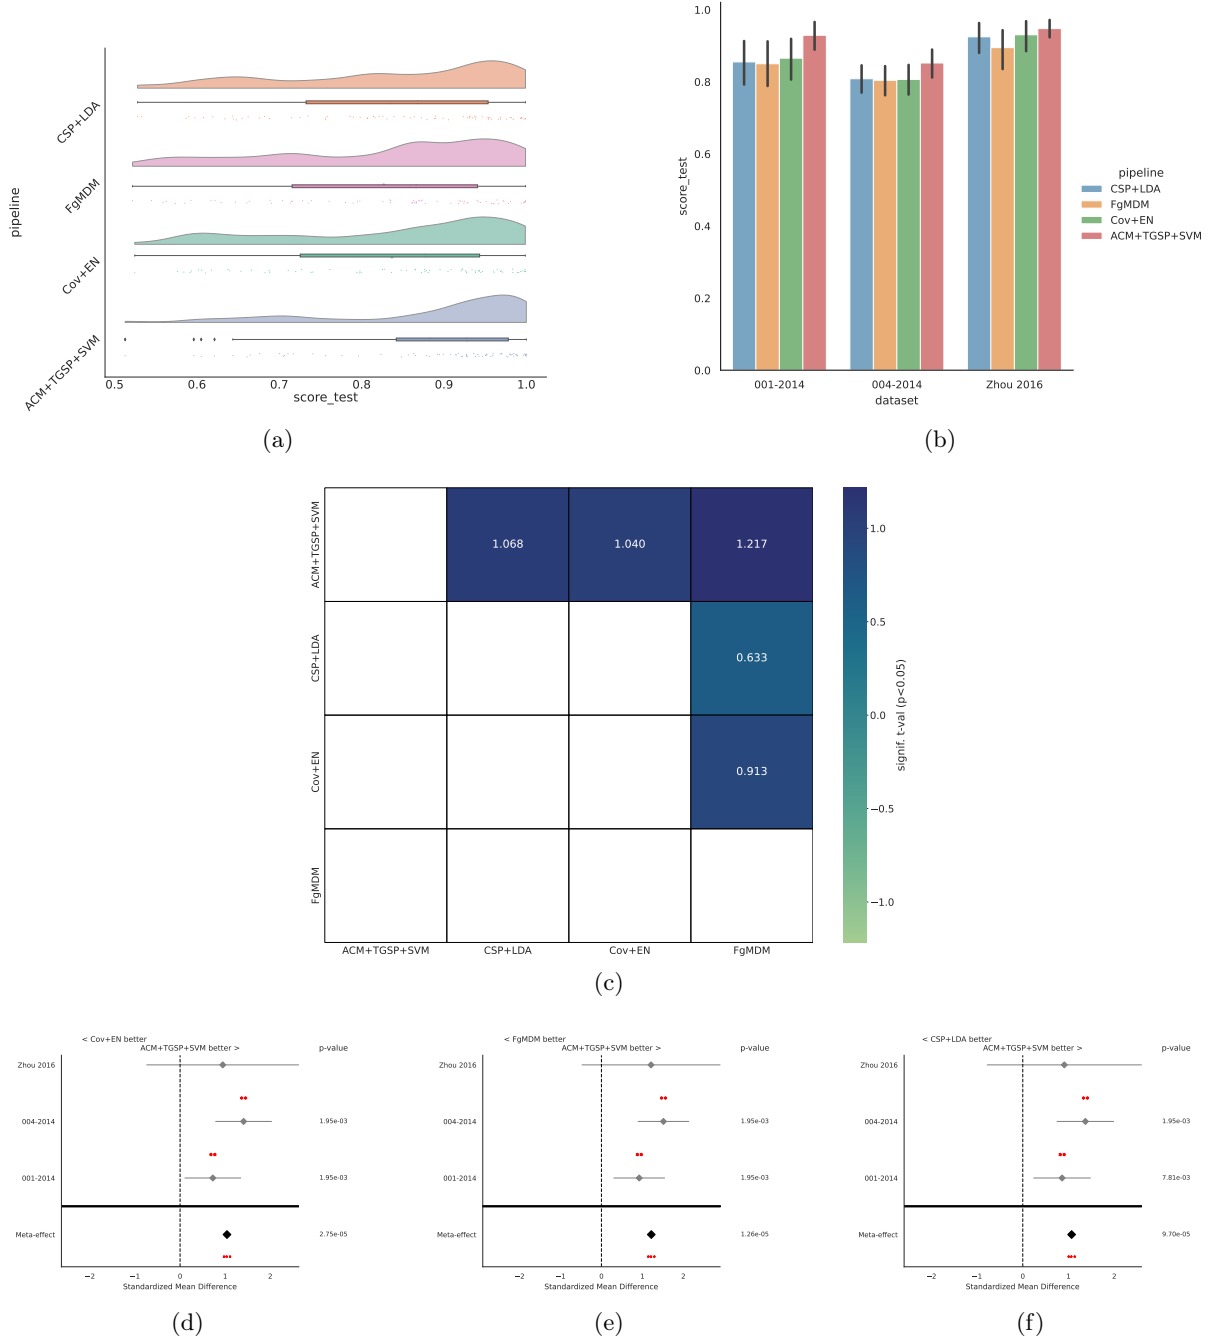 pipeline
CSP+LDA
FgMDM
Cov+EN
ACM+TGSP+SVM
0.5 0.6 0.7 0.8 0.9 1.0
score_test
(a)
1.0
0.8
0.6
0.4
0.2
0.0
score_test
001-2014 004-2014 Zhou 2016
dataset
pipeline
CSP+LDA
FgMDM
Cov+EN
ACM+TGSP+SVM
(b)
ACM+TGSP+SVM
CSP+LDA
Cov+EN
FgMDM
1.068 1.040 1.217
0.633
0.913
ACM+TGSP+SVM CSP+LDA Cov+EN FgMDM
1.0
0.5
0.0
−0.5
−1.0
signif. t-val (p<0.05)
(c)
< Cov+EN better
ACM+TGSP+SVM better >
p-value
Zhou 2016
004-2014 1.95e-03
001-2014 1.95e-03
Meta-effect 2.75e-05
−2 −1 0 1 2
Standardized Mean Difference
(d)
< FgMDM better
ACM+TGSP+SVM better >
p-value
Zhou 2016
004-2014 1.95e-03
001-2014 1.95e-03
Meta-effect 1.26e-05
−2 −1 0 1 2
Standardized Mean Difference
(e)
< CSP+LDA better
ACM+TGSP+SVM better >
p-value
Zhou 2016
004-2014 1.95e-03
001-2014 7.81e-03
Meta-effect 9.70e-05
−2 −1 0 1 2
Standardized Mean Difference
(f)